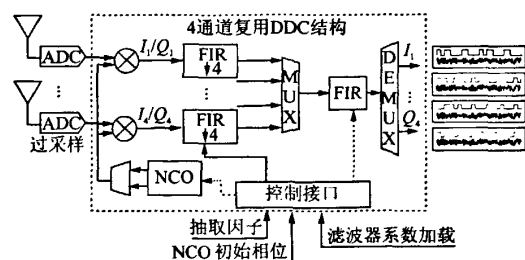 4通道复用DDC结构
ADC
I₁/Q₁
FIR
↓4
MUX
FIR
DEMUX
I₁
⋮
ADC
过采样
I₄/Q₄
FIR
↓4
⋮
Q₄
NCO
控制接口
抽取因子
NCO初始相位
滤波器系数加载